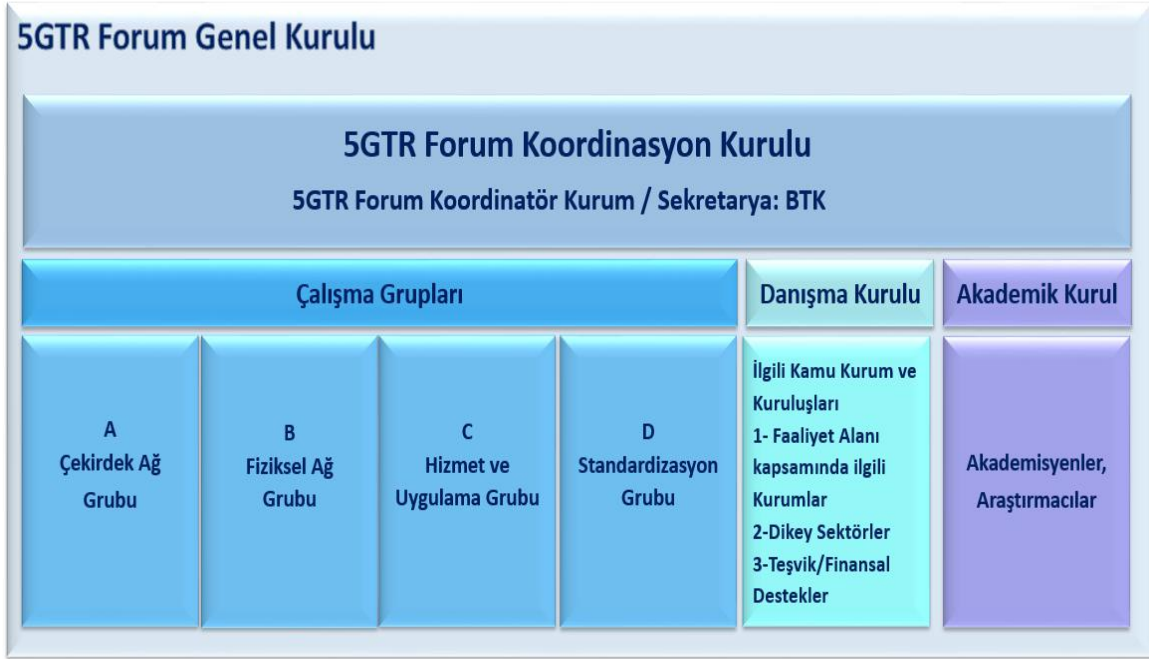 5GTR Forum Genel Kurulu
5GTR Forum Koordinasyon Kurulu
5GTR Forum Koordinatör Kurum / Sekretarya: BTK
Çalışma Grupları
Danışma Kurulu
Akademik Kurul
A
Çekirdek Ağ
Grubu
B
Fiziksel Ağ
Grubu
C
Hizmet ve
Uygulama Grubu
D
Standardizasyon
Grubu
İlgili Kamu Kurum ve
Kuruluşları
1- Faaliyet Alanı
kapsamında ilgili
Kurumlar
2-Dikey Sektörler
3-Teşvik/Finansal
Destekler
Akademisyenler,
Araştırmacılar